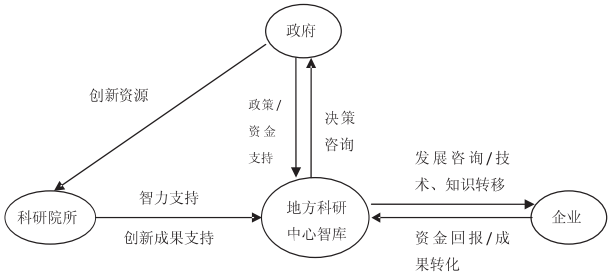 政府
创新资源
政策/
资金
支持
决策
咨询
科研院所
智力支持
创新成果支持
地方科研
中心智库
发展咨询/技
术、知识转移
资金回报/成
果转化
企业